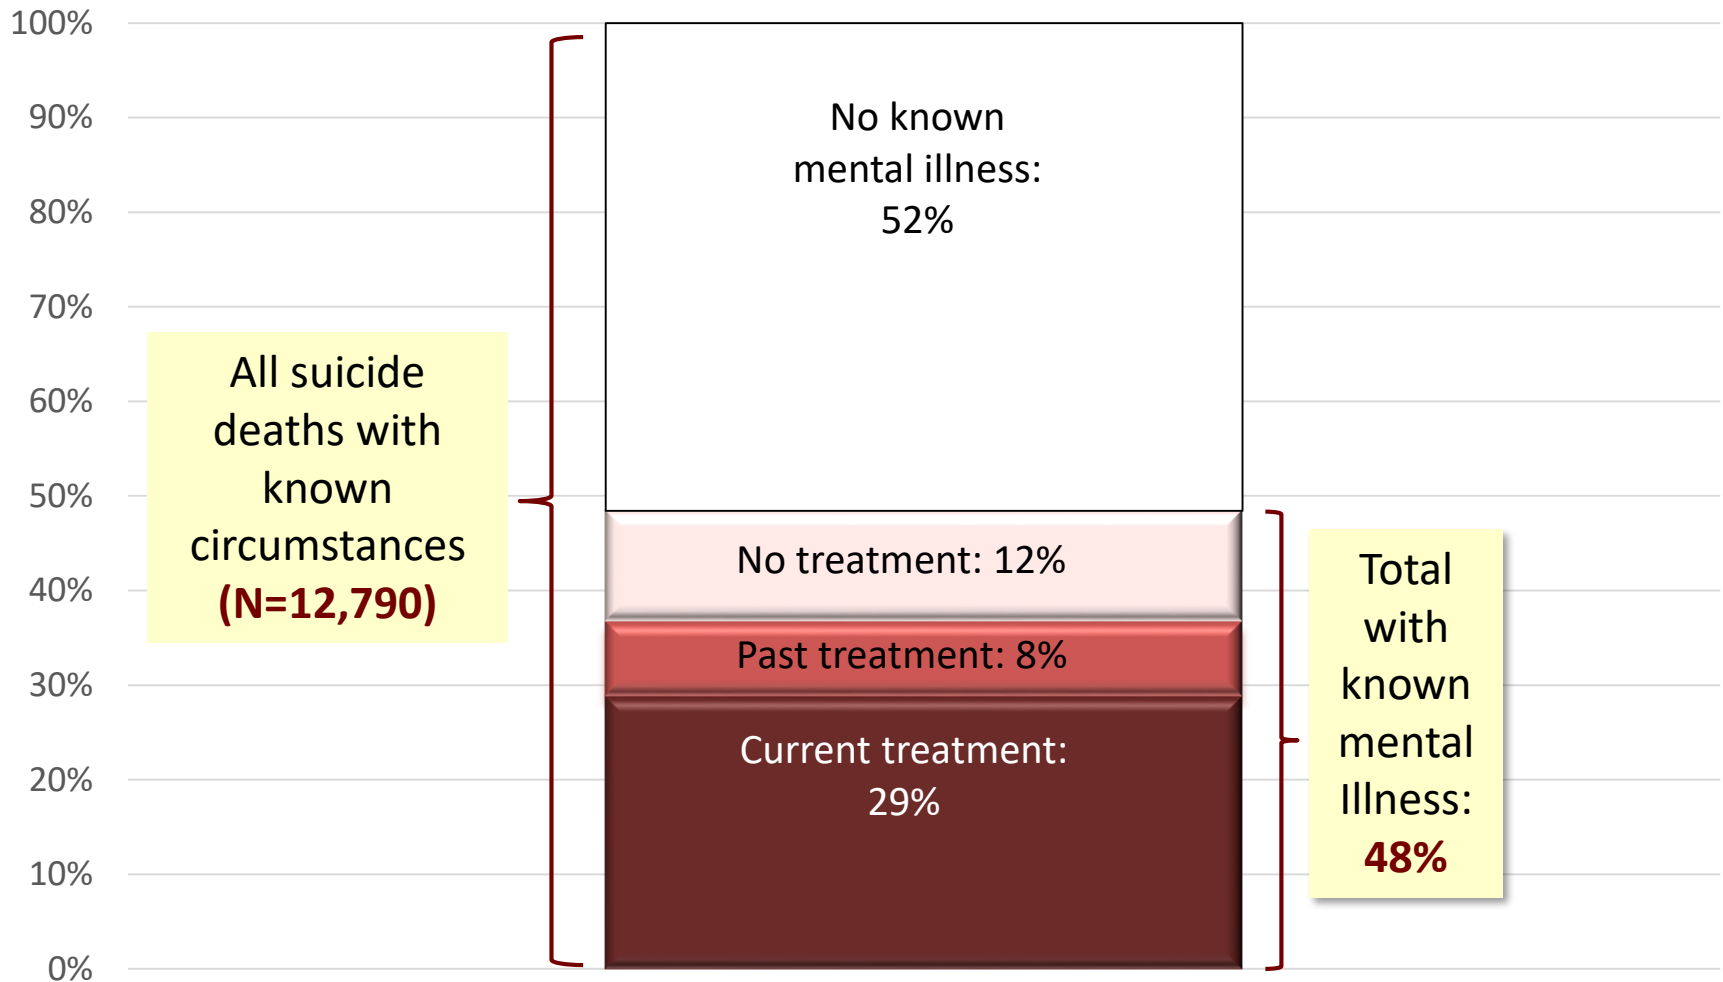 100%
90%
80%
70%
60%
50%
40%
30%
20%
10%
0%
All suicide
deaths with
known
circumstances
(N=12,790)
No known
mental illness:
52%
No treatment: 12%
Past treatment: 8%
Current treatment:
29%
Total
with
known
mental
Illness:
48%